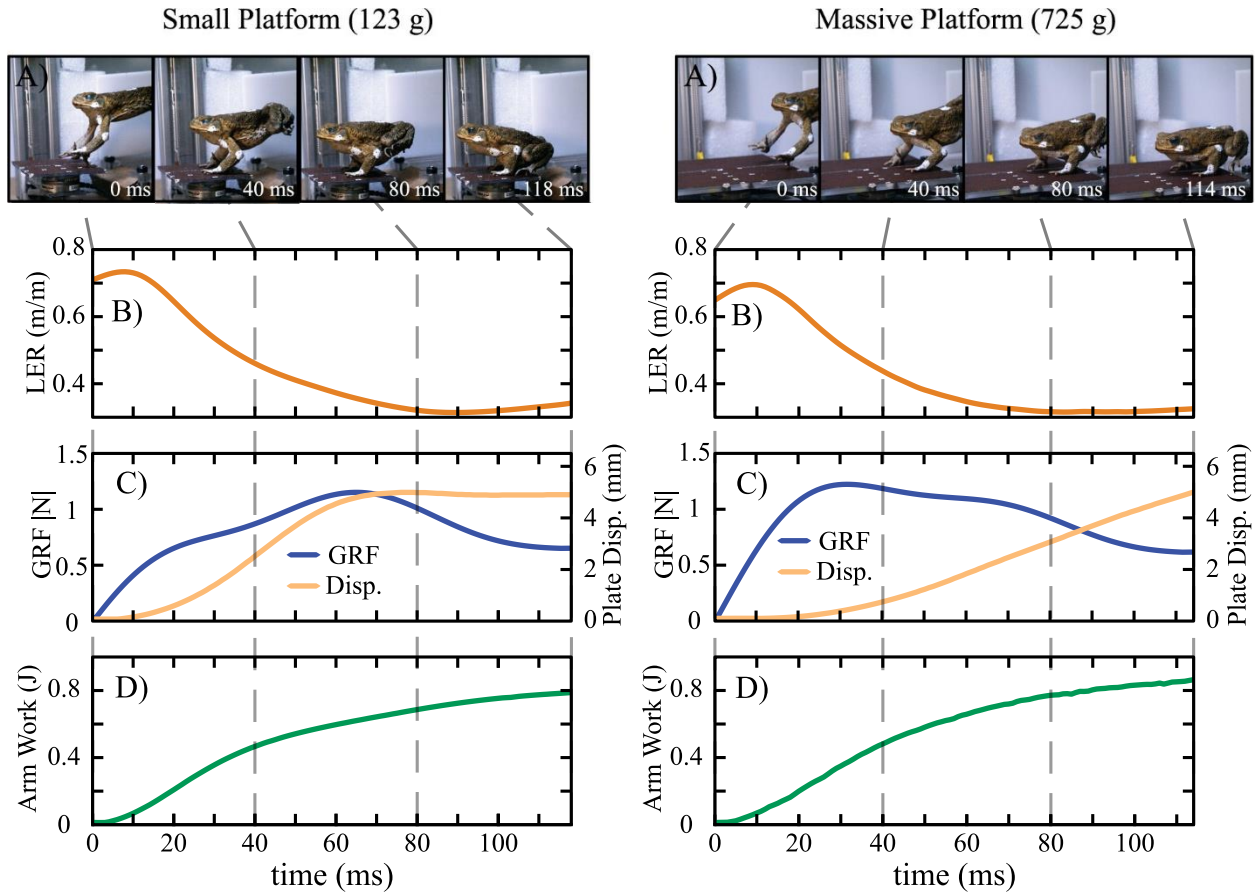 Small Platform (123 g)
Massive Platform (725 g)
A)
0 ms
40 ms
80 ms
118 ms
A)
0 ms
40 ms
80 ms
114 ms
0.8
0.6
0.4
LER (m/m)
B)
0.8
0.6
0.4
LER (m/m)
B)
1.5
1
0.5
0
GRF |N|
C)
GRF
Disp.
6
4
2
0
Plate Disp. (mm)
1.5
1
0.5
0
GRF |N|
C)
GRF
Disp.
6
4
2
0
Plate Disp. (mm)
0.8
0.4
0
Arm Work (J)
D)
0 20 40 60 80 100
time (ms)
0.8
0.4
0
Arm Work (J)
D)
0 20 40 60 80 100
time (ms)